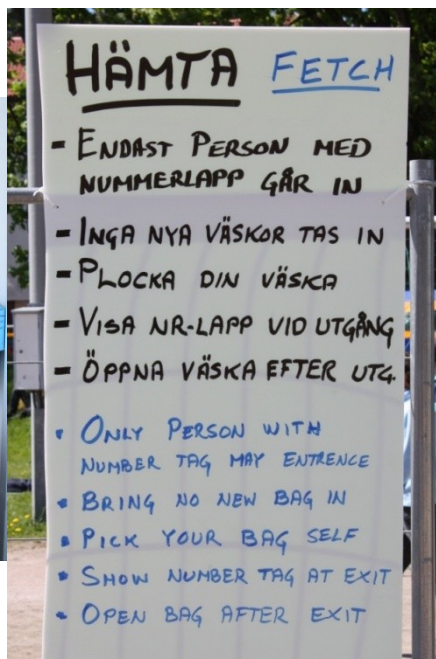 HÄMTA FETCH
- ENDAST PERSON MED
NUMMERLAPP GÅR IN
- INGA NYA VÄSKOR TAS IN
- PLOCKA DIN VÄSKA
- VISA NR-LAPP VID UTGÅNG
- ÖPPNA VÄSKA EFTER UTG.
• ONLY PERSON WITH
NUMBER TAG MAY ENTRENCE
• BRING NO NEW BAG IN
• PICK YOUR BAG SELF
• SHOW NUMBER TAG AT EXIT
• OPEN BAG AFTER EXIT